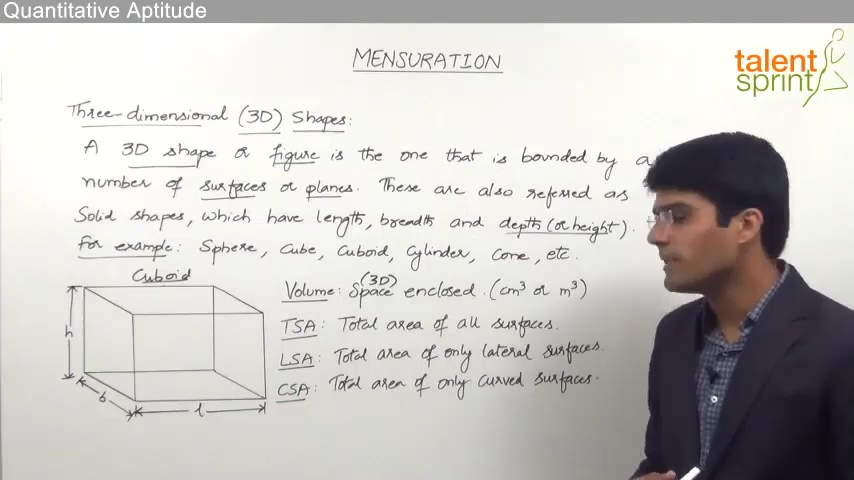 Quantitative Aptitude
MENSURATION
talent
sprint
Three-dimensional (3D) Shapes:
A 3D shape or figure is the one that is bounded by a
number of surfaces or planes. These are also referred as
Solid shapes, which have length, breadth and depth (or height).
For example: Sphere, Cube, Cuboid, Cylinder, Cone, etc.
Cuboid
h
b
l
(3D)
Volume: Space enclosed. (cm³ or m³)
TSA: Total area of all surfaces.
LSA: Total area of only lateral surfaces.
CSA: Total area of only curved surfaces.